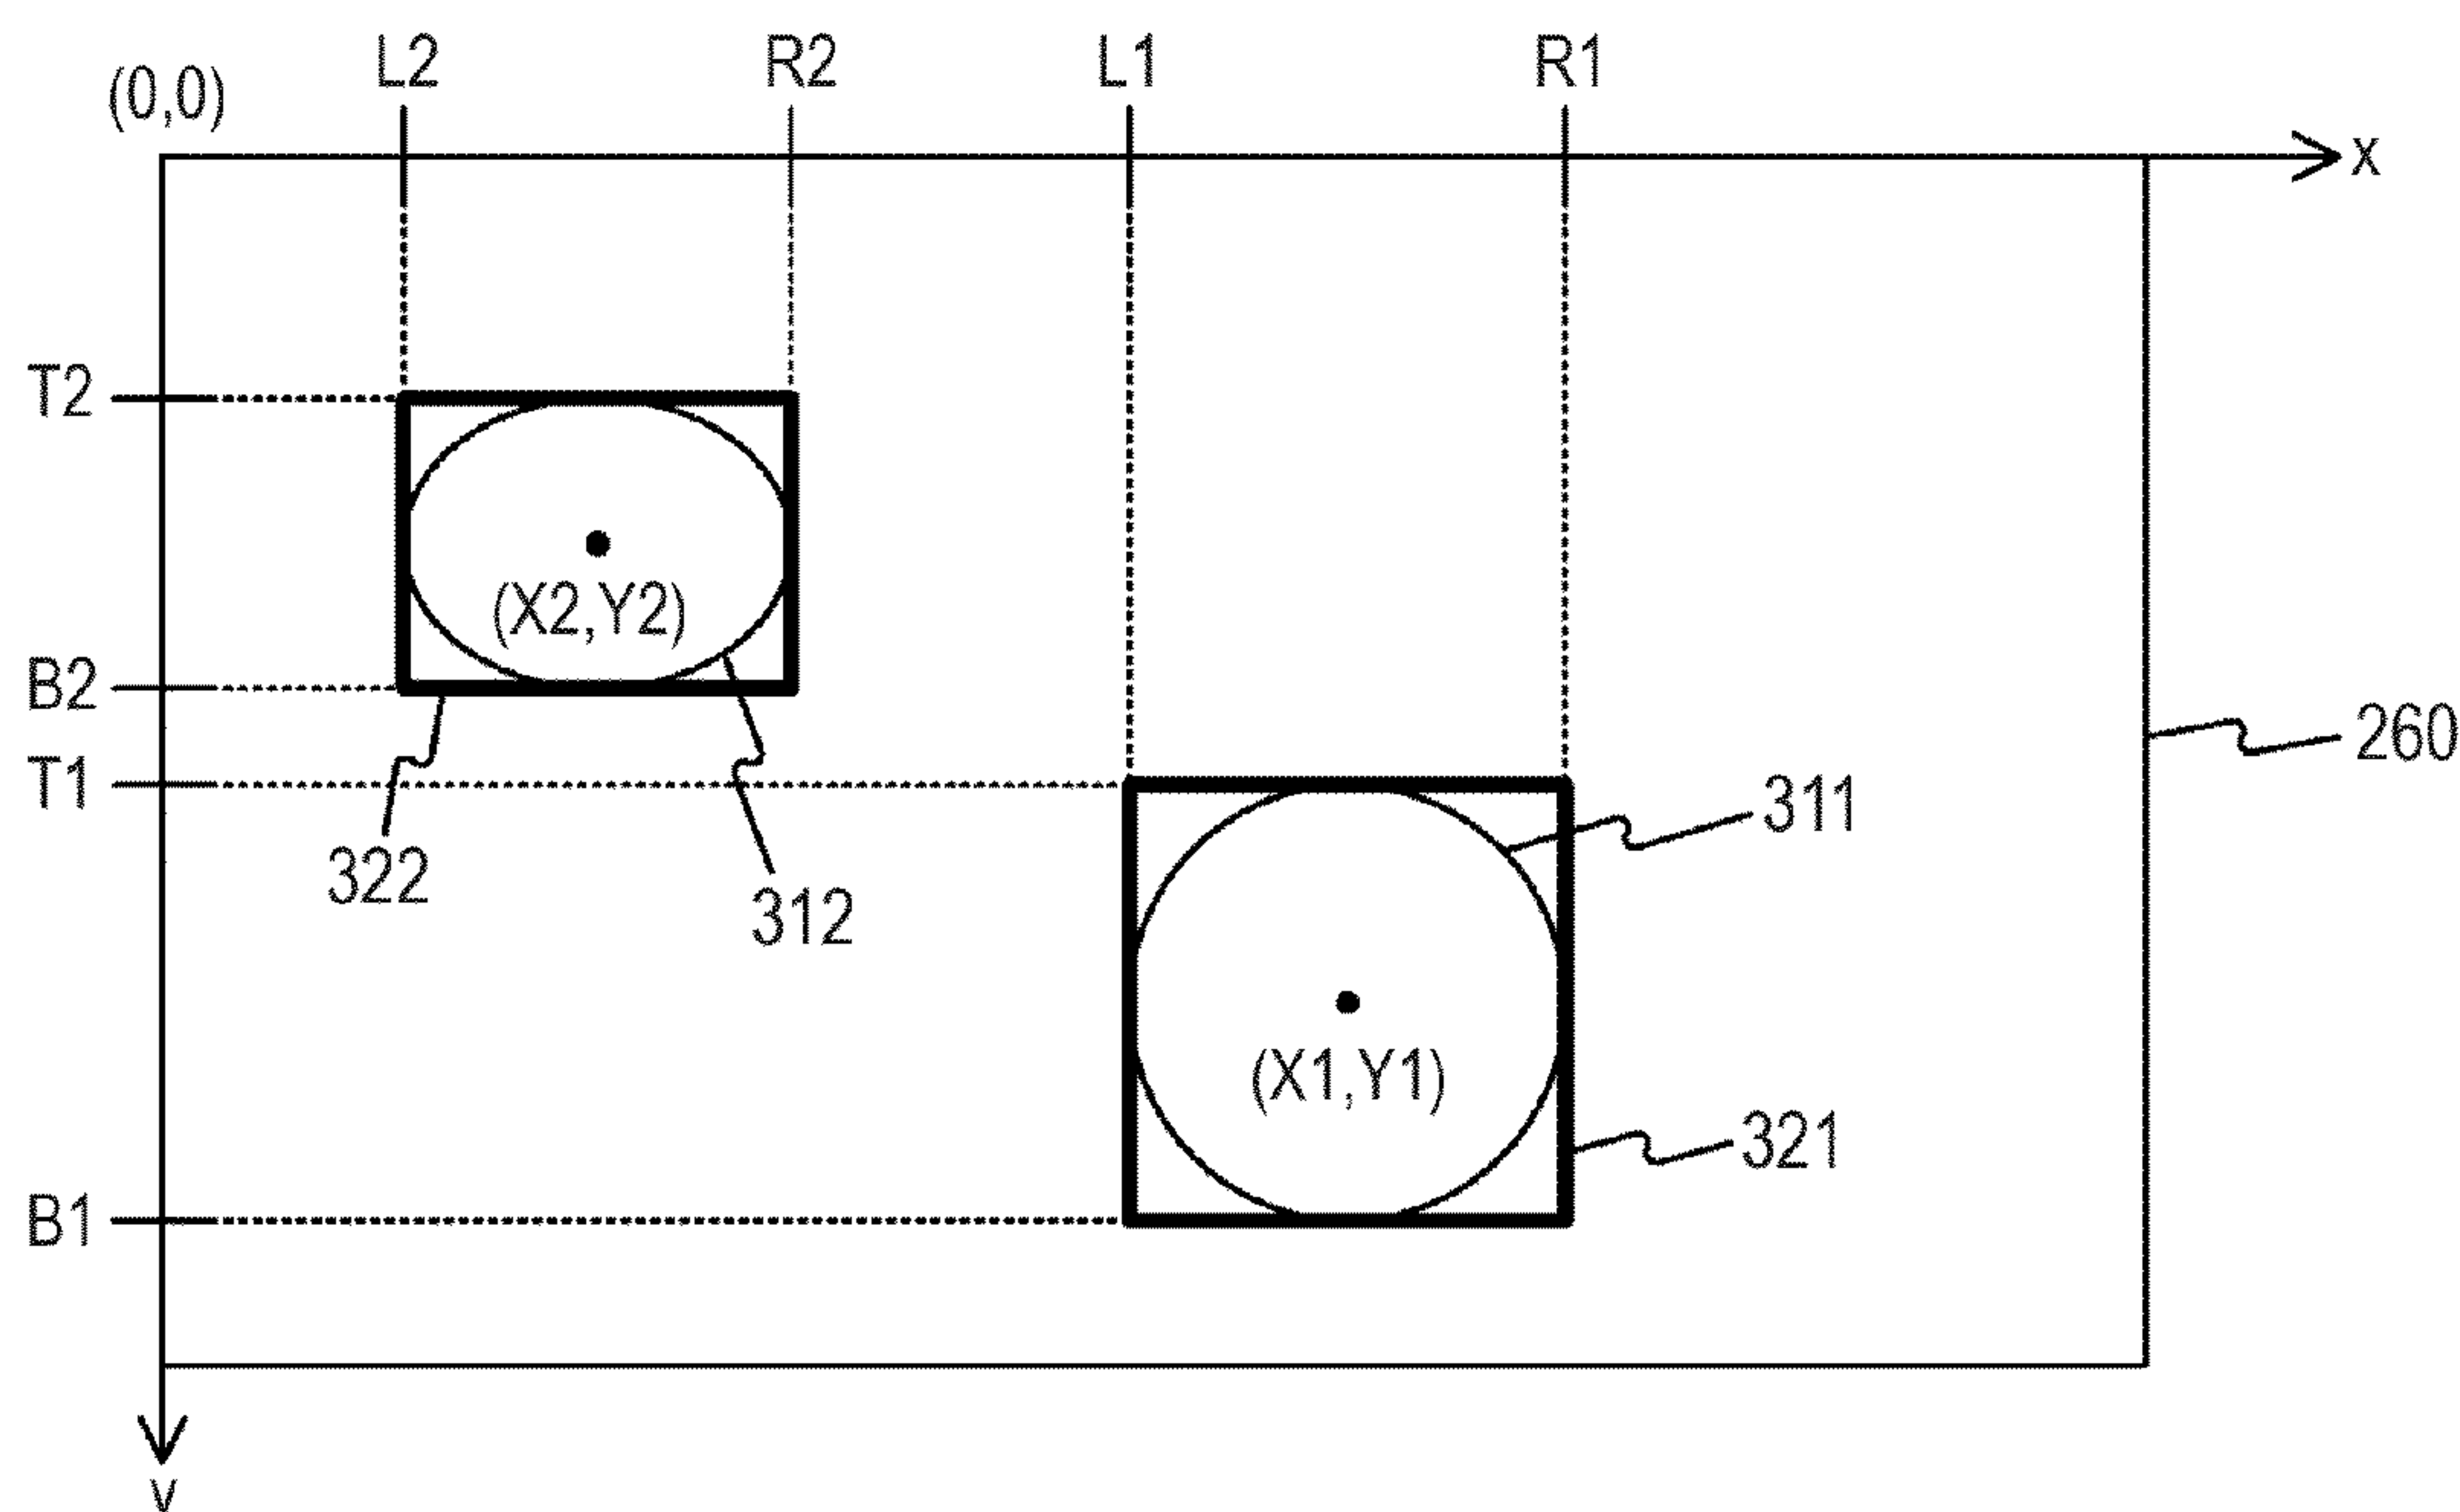 L2 R2 L1 R1
(0,0)
x
T2
(X2,Y2)
B2
260
T1
311
322
312
(X1,Y1)
321
B1
y